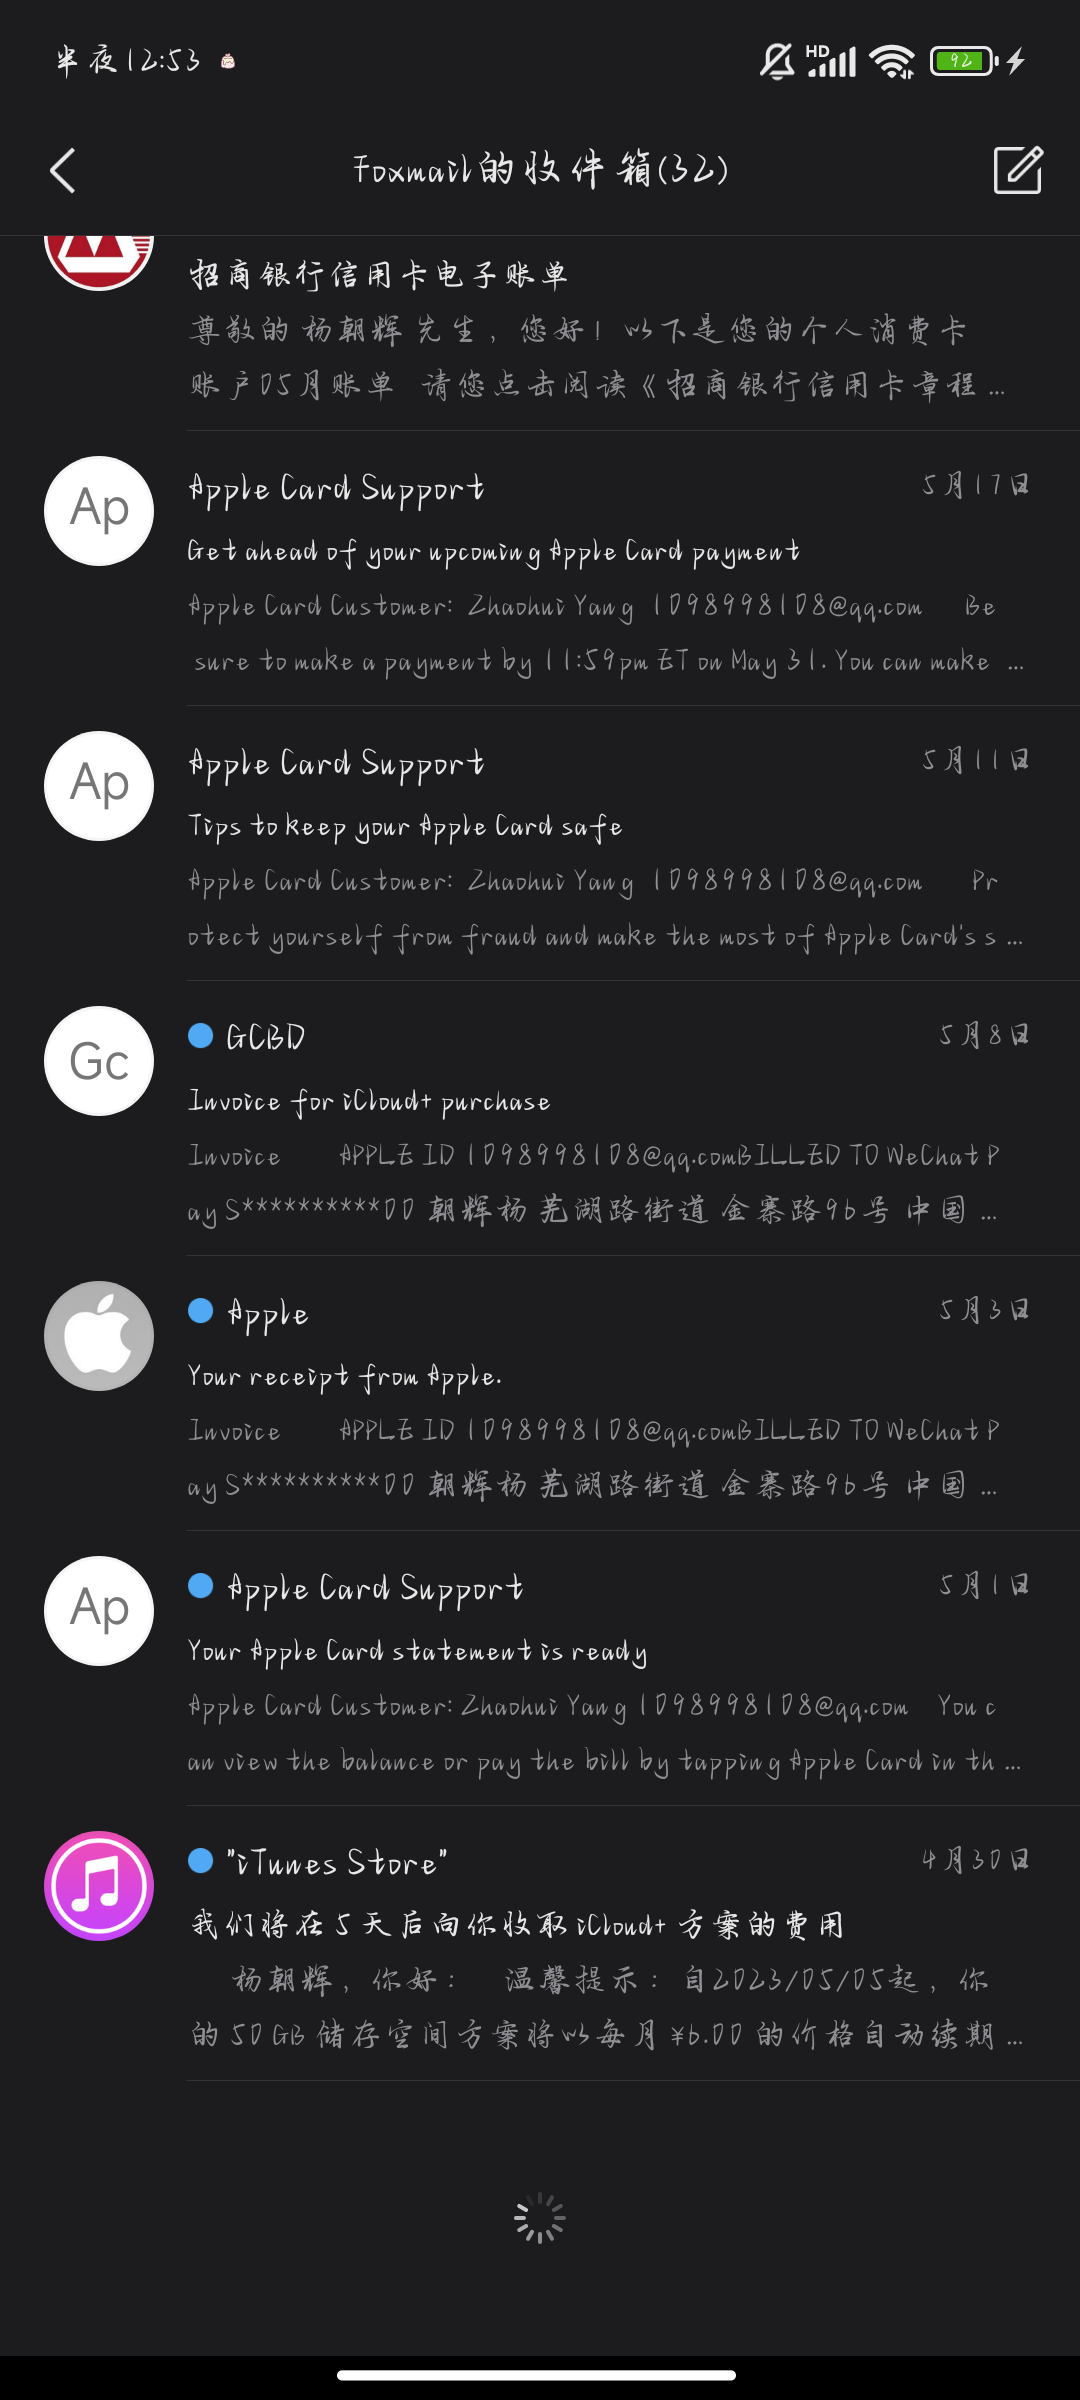 半夜12:53
HD
92
Foxmail的收件箱(32)
招商银行信用卡电子账单
尊敬的 杨朝辉 先生，您好！以下是您的个人消费卡
账户05月账单 请您点击阅读《招商银行信用卡章程 ...
Ap
Apple Card Support
5月17日
Get ahead of your upcoming Apple Card payment
Apple Card Customer: Zhaohui Yang 1098998108@qq.com Be
sure to make a payment by 11:59pm ET on May 31. You can make ...
Ap
Apple Card Support
5月11日
Tips to keep your Apple Card safe
Apple Card Customer: Zhaohui Yang 1098998108@qq.com Pr
otect yourself from fraud and make the most of Apple Card's s ...
Gc
GCBD
5月8日
Invoice for iCloud+ purchase
Invoice APPLE ID 1098998108@qq.comBILLED TO WeChat P
ay S**********00 朝辉杨 芜湖路街道 金寨路96号 中国 ...
Apple
5月3日
Your receipt from Apple.
Invoice APPLE ID 1098998108@qq.comBILLED TO WeChat P
ay S**********00 朝辉杨 芜湖路街道 金寨路96号 中国 ...
Ap
Apple Card Support
5月1日
Your Apple Card statement is ready
Apple Card Customer: Zhaohui Yang 1098998108@qq.com You c
an view the balance or pay the bill by tapping Apple Card in th ...
"iTunes Store"
4月30日
我们将在 5 天后向你收取 iCloud+ 方案的费用
杨朝辉，你好： 温馨提示：自2023/05/05起，你
的 50 GB 储存空间方案将以每月 ¥6.00 的价格自动续期 ...